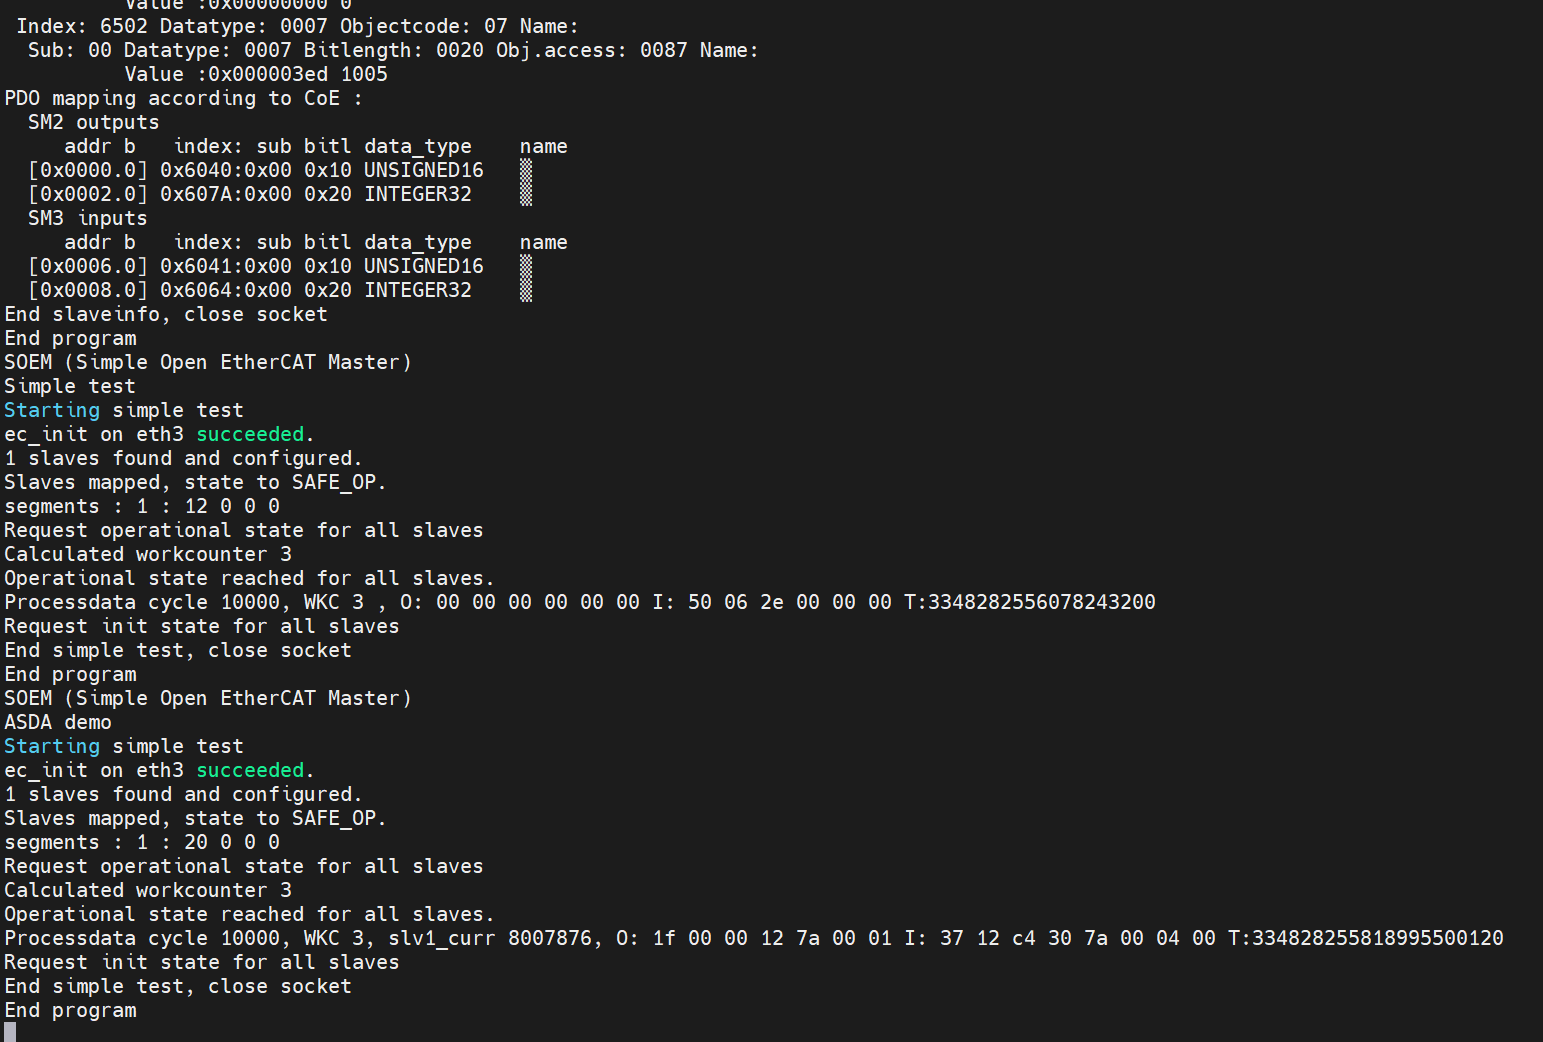 Value :0x00000000 0
Index: 6502 Datatype: 0007 Objectcode: 07 Name:
Sub: 00 Datatype: 0007 Bitlength: 0020 Obj.access: 0087 Name:
Value :0x000003ed 1005
PDO mapping according to CoE :
SM2 outputs
addr b   index: sub bitl data_type    name
[0x0000.0] 0x6040:0x00 0x10 UNSIGNED16   ▒
[0x0002.0] 0x607A:0x00 0x20 INTEGER32    ▒
SM3 inputs
addr b   index: sub bitl data_type    name
[0x0006.0] 0x6041:0x00 0x10 UNSIGNED16   ▒
[0x0008.0] 0x6064:0x00 0x20 INTEGER32    ▒
End slaveinfo, close socket
End program
SOEM (Simple Open EtherCAT Master)
Simple test
Starting simple test
ec_init on eth3 succeeded.
1 slaves found and configured.
Slaves mapped, state to SAFE_OP.
segments : 1 : 12 0 0 0
Request operational state for all slaves
Calculated workcounter 3
Operational state reached for all slaves.
Processdata cycle 10000, WKC 3 , O: 00 00 00 00 00 00 I: 50 06 2e 00 00 00 T:3348282556078243200
Request init state for all slaves
End simple test, close socket
End program
SOEM (Simple Open EtherCAT Master)
ASDA demo
Starting simple test
ec_init on eth3 succeeded.
1 slaves found and configured.
Slaves mapped, state to SAFE_OP.
segments : 1 : 20 0 0 0
Request operational state for all slaves
Calculated workcounter 3
Operational state reached for all slaves.
Processdata cycle 10000, WKC 3, slv1_curr 8007876, O: 1f 00 00 12 7a 00 01 I: 37 12 c4 30 7a 00 04 00 T:334828255818995500120
Request init state for all slaves
End simple test, close socket
End program